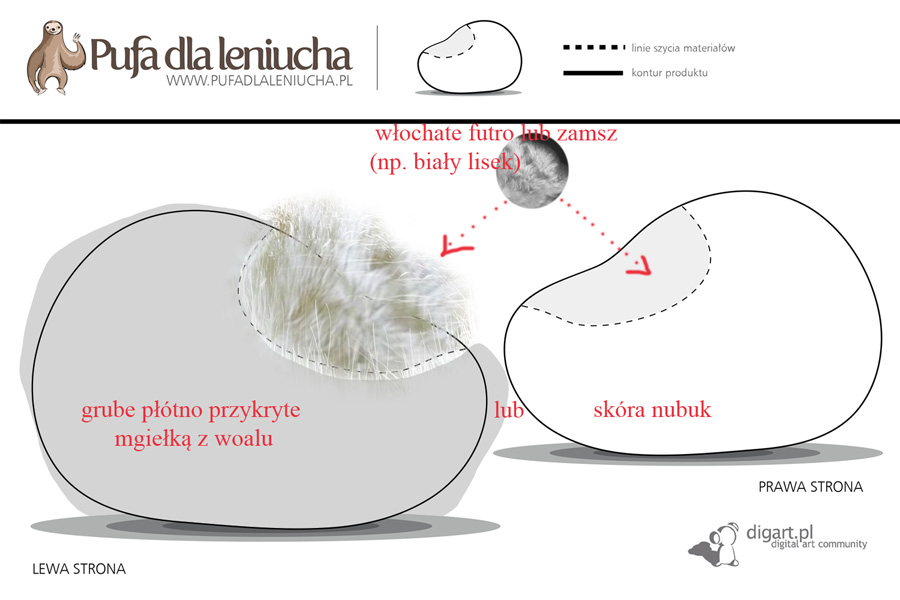 Pufa dla leniucha
WWW.PUFADLALENIUCHA.PL
linie szycia materiałów
kontur produktu
włochate futro lub zamsz
(np. biały lisek)
grube płótno przykryte
mgiełką z woalu
lub
skóra nubuk
PRAWA STRONA
digart.pl
digital art community
LEWA STRONA